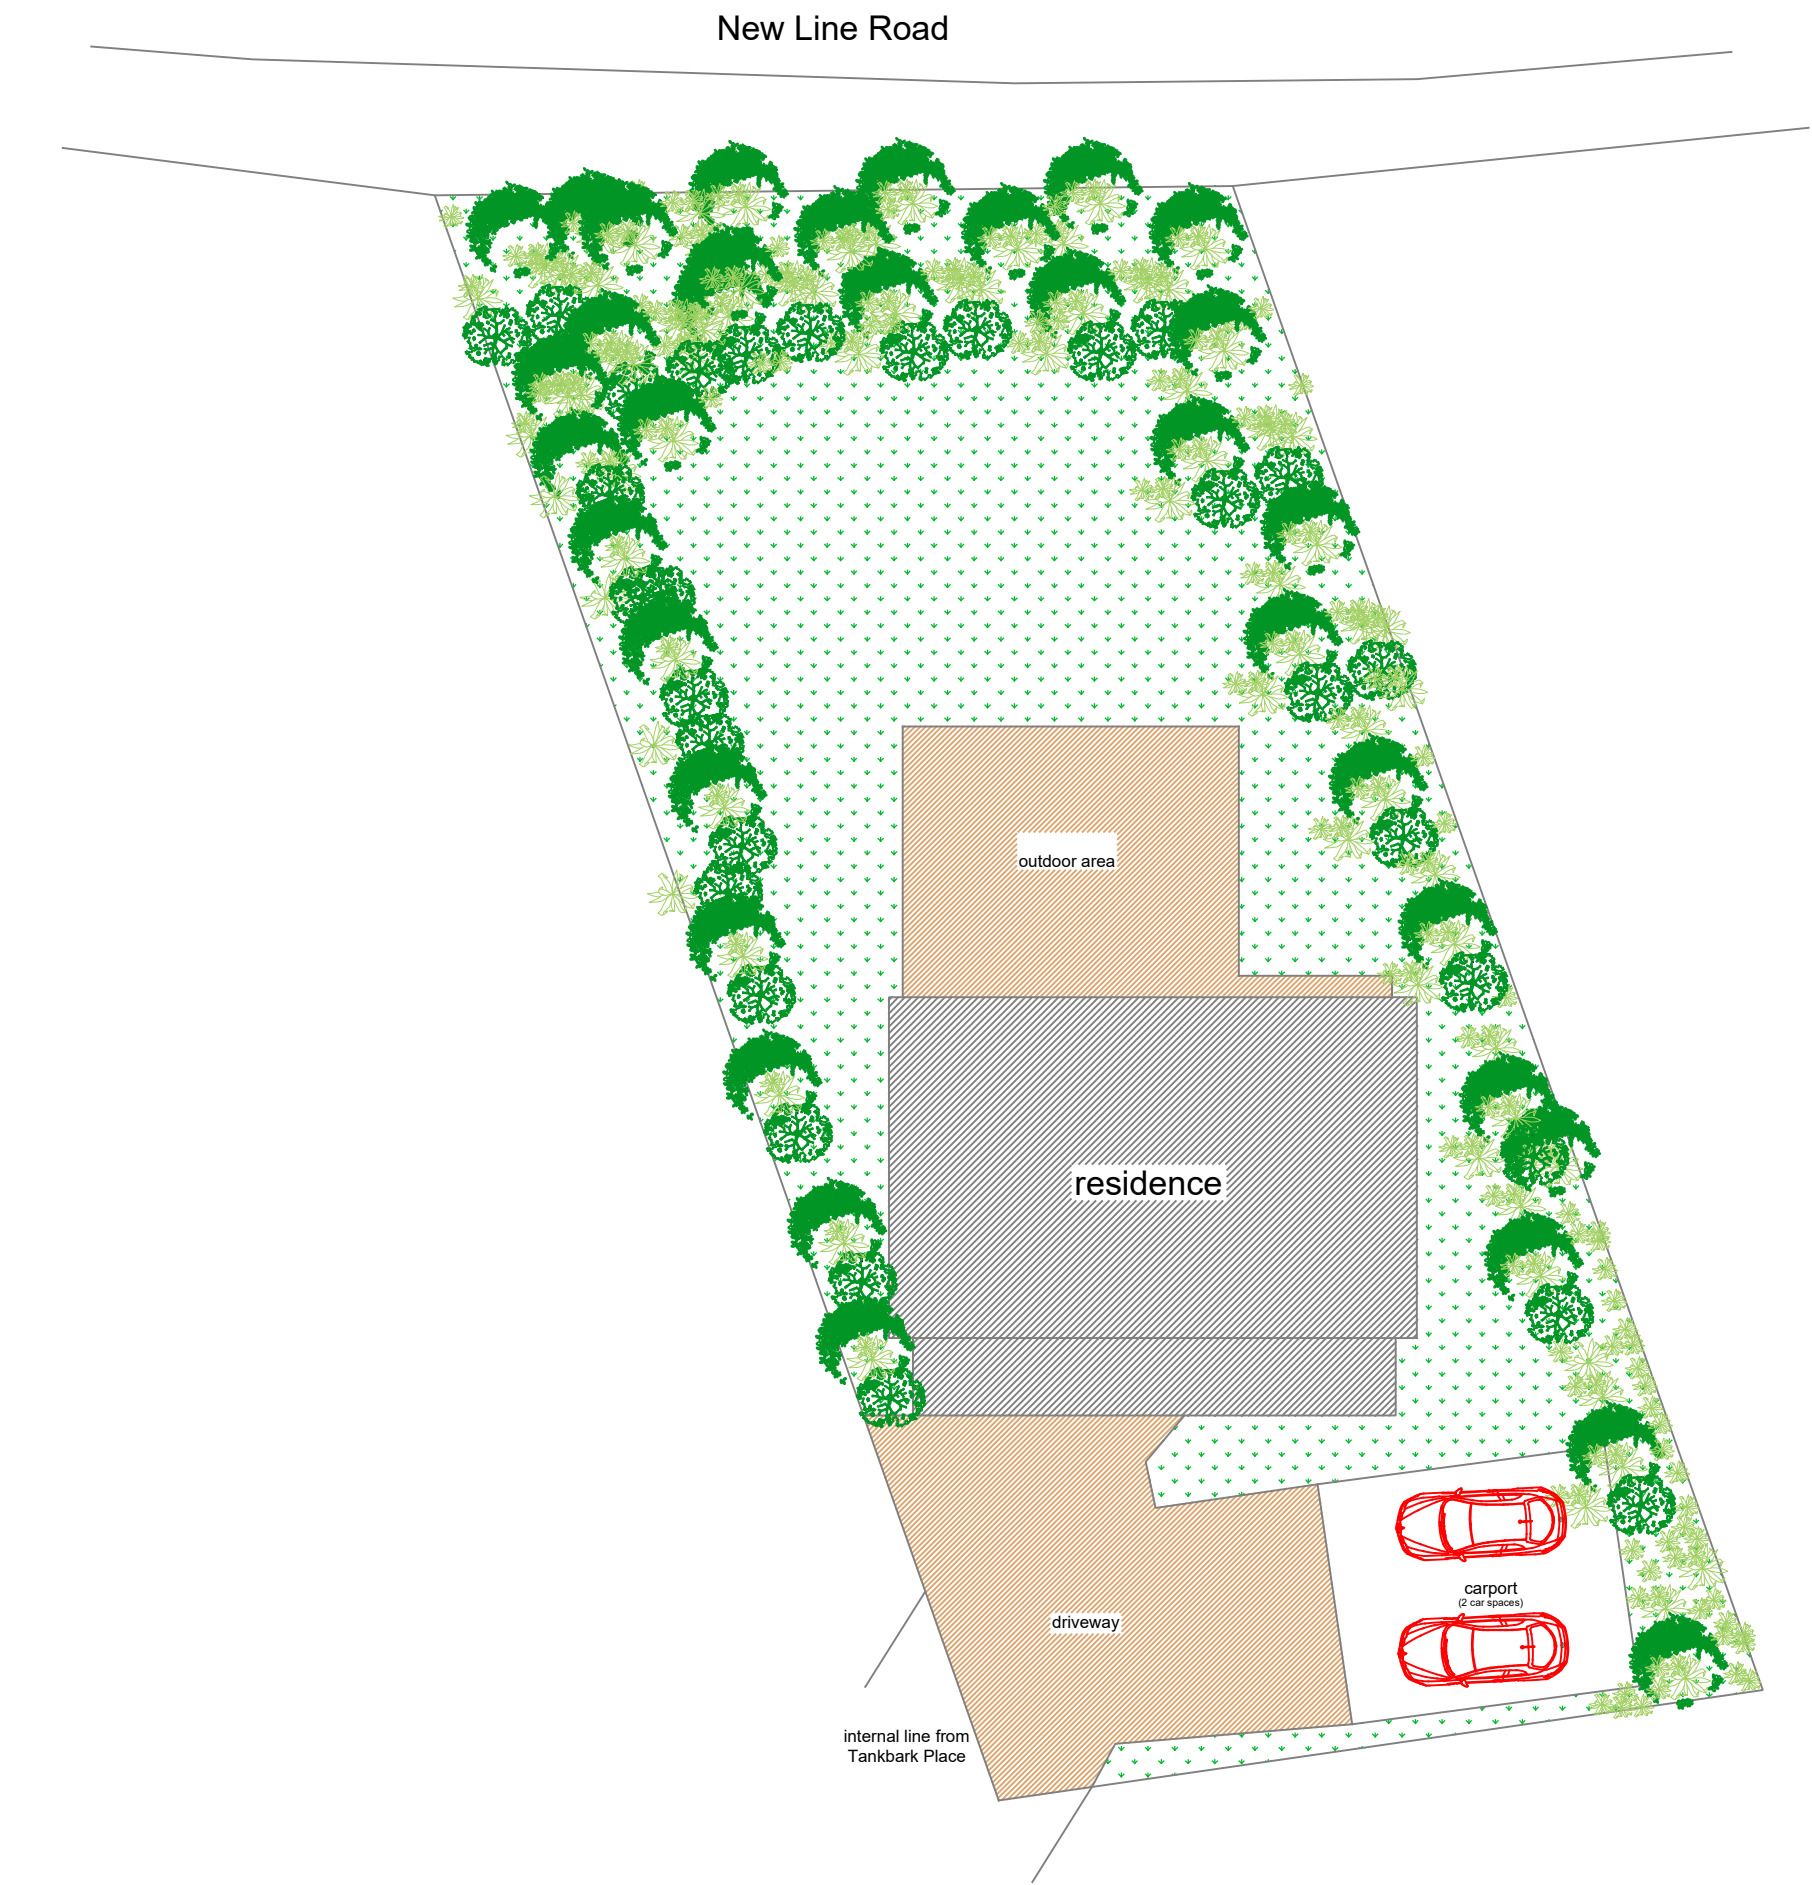 New Line Road
outdoor area
residence
carport
(2 car spaces)
driveway
internal line from
Tankbark Place